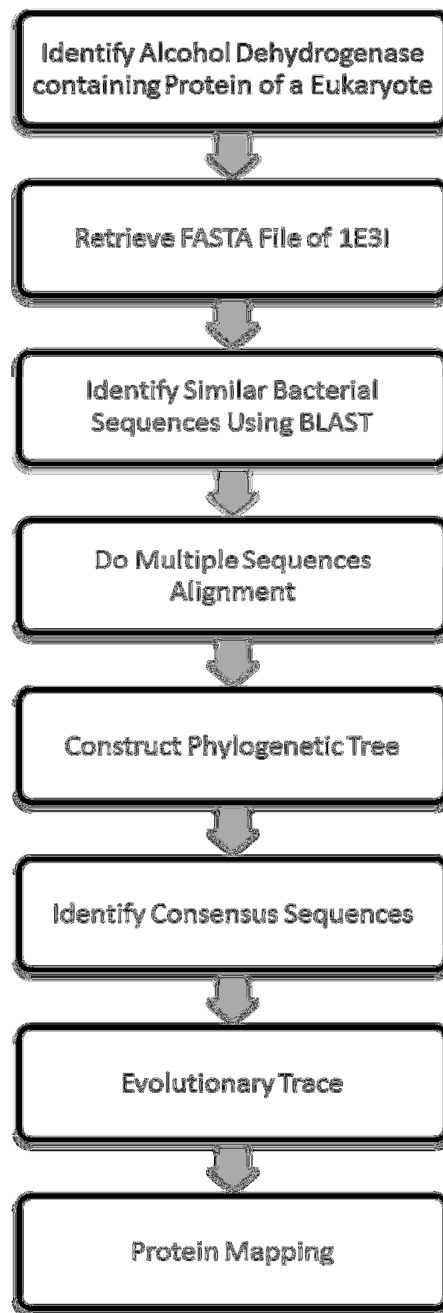 Identify Alcohol Dehydrogenase
containing Protein of a Eukaryote
Retrieve FASTA File of 1E3I
Identify Similar Bacterial
Sequences Using BLAST
Do Multiple Sequences
Alignment
Construct Phylogenetic Tree
Identify Consensus Sequences
Evolutionary Trace
Protein Mapping